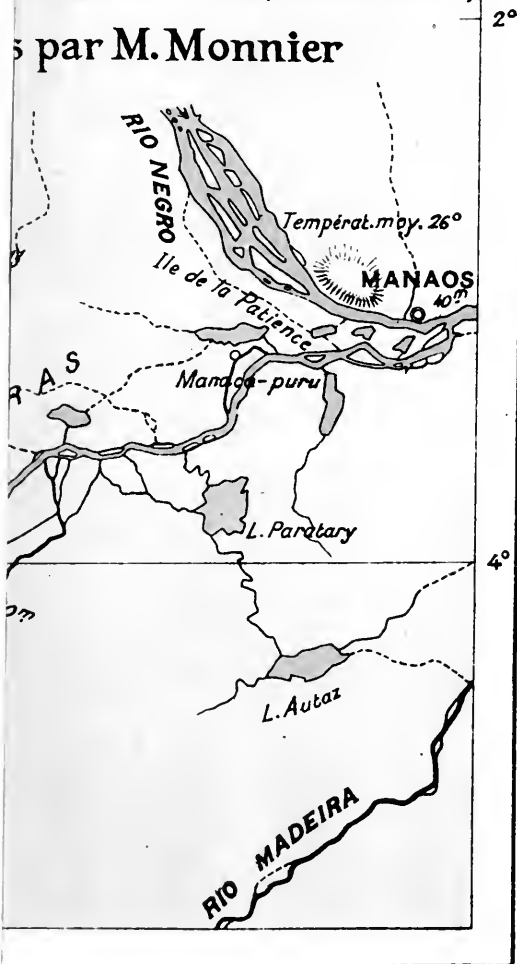 2°
s par M. Monnier
RIO NEGRO
Températ. moy. 26°
Ile de la Patience
MANAOS
40m
Manaca-puru
RAS
L. Paratary
4°
L. Autaz
RIO MADEIRA